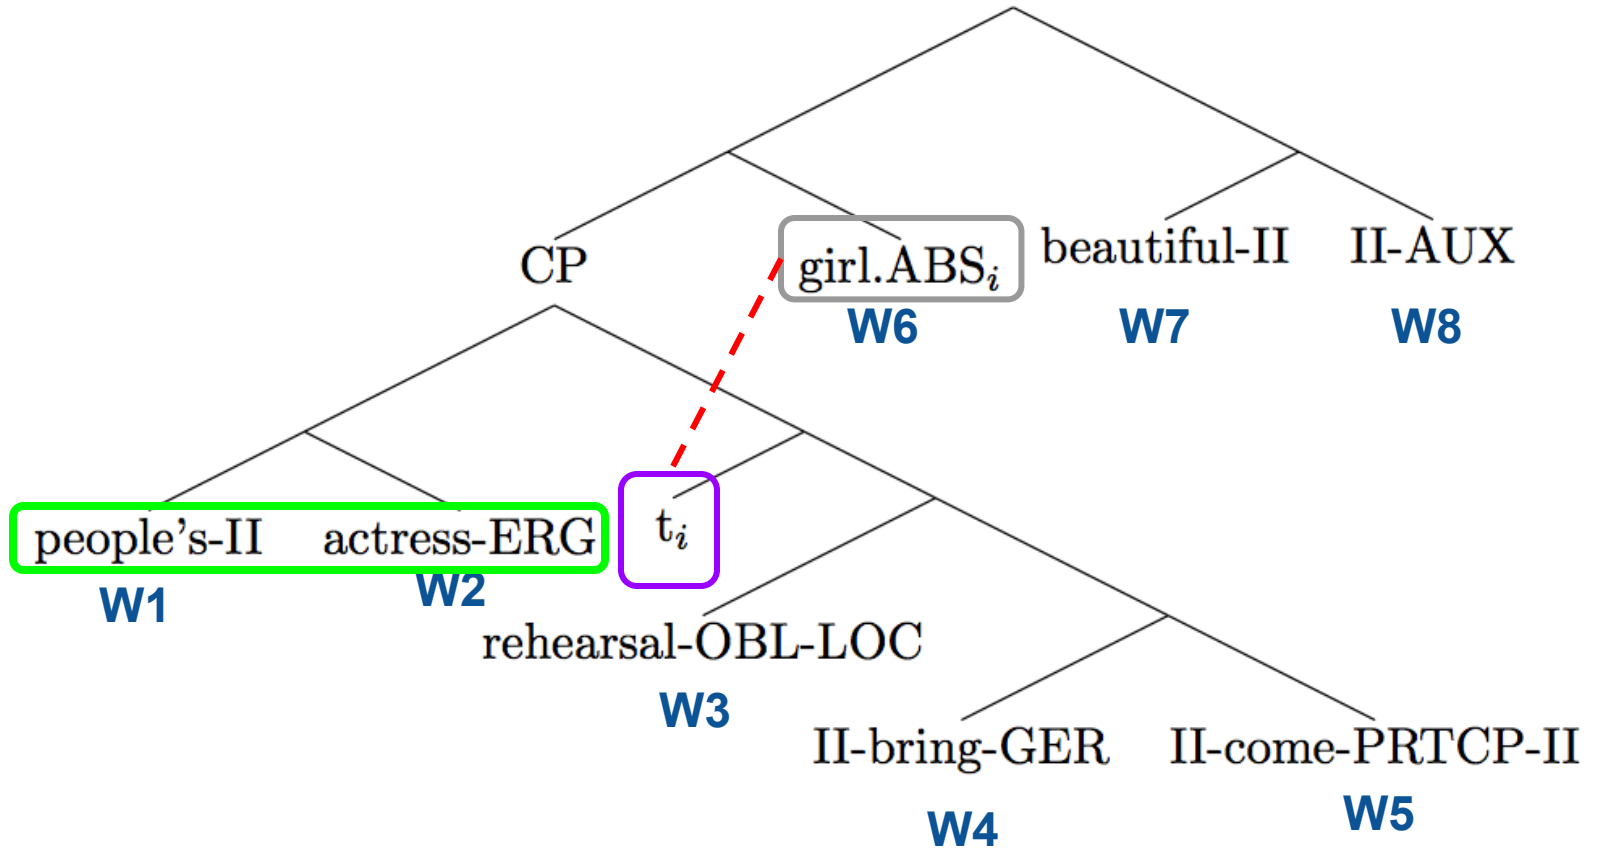 CP
girl.ABSᵢ
beautiful-II
II-AUX
W6
W7
W8
people's-II
actress-ERG
tᵢ
W1
W2
rehearsal-OBL-LOC
W3
II-bring-GER
II-come-PRTCP-II
W4
W5